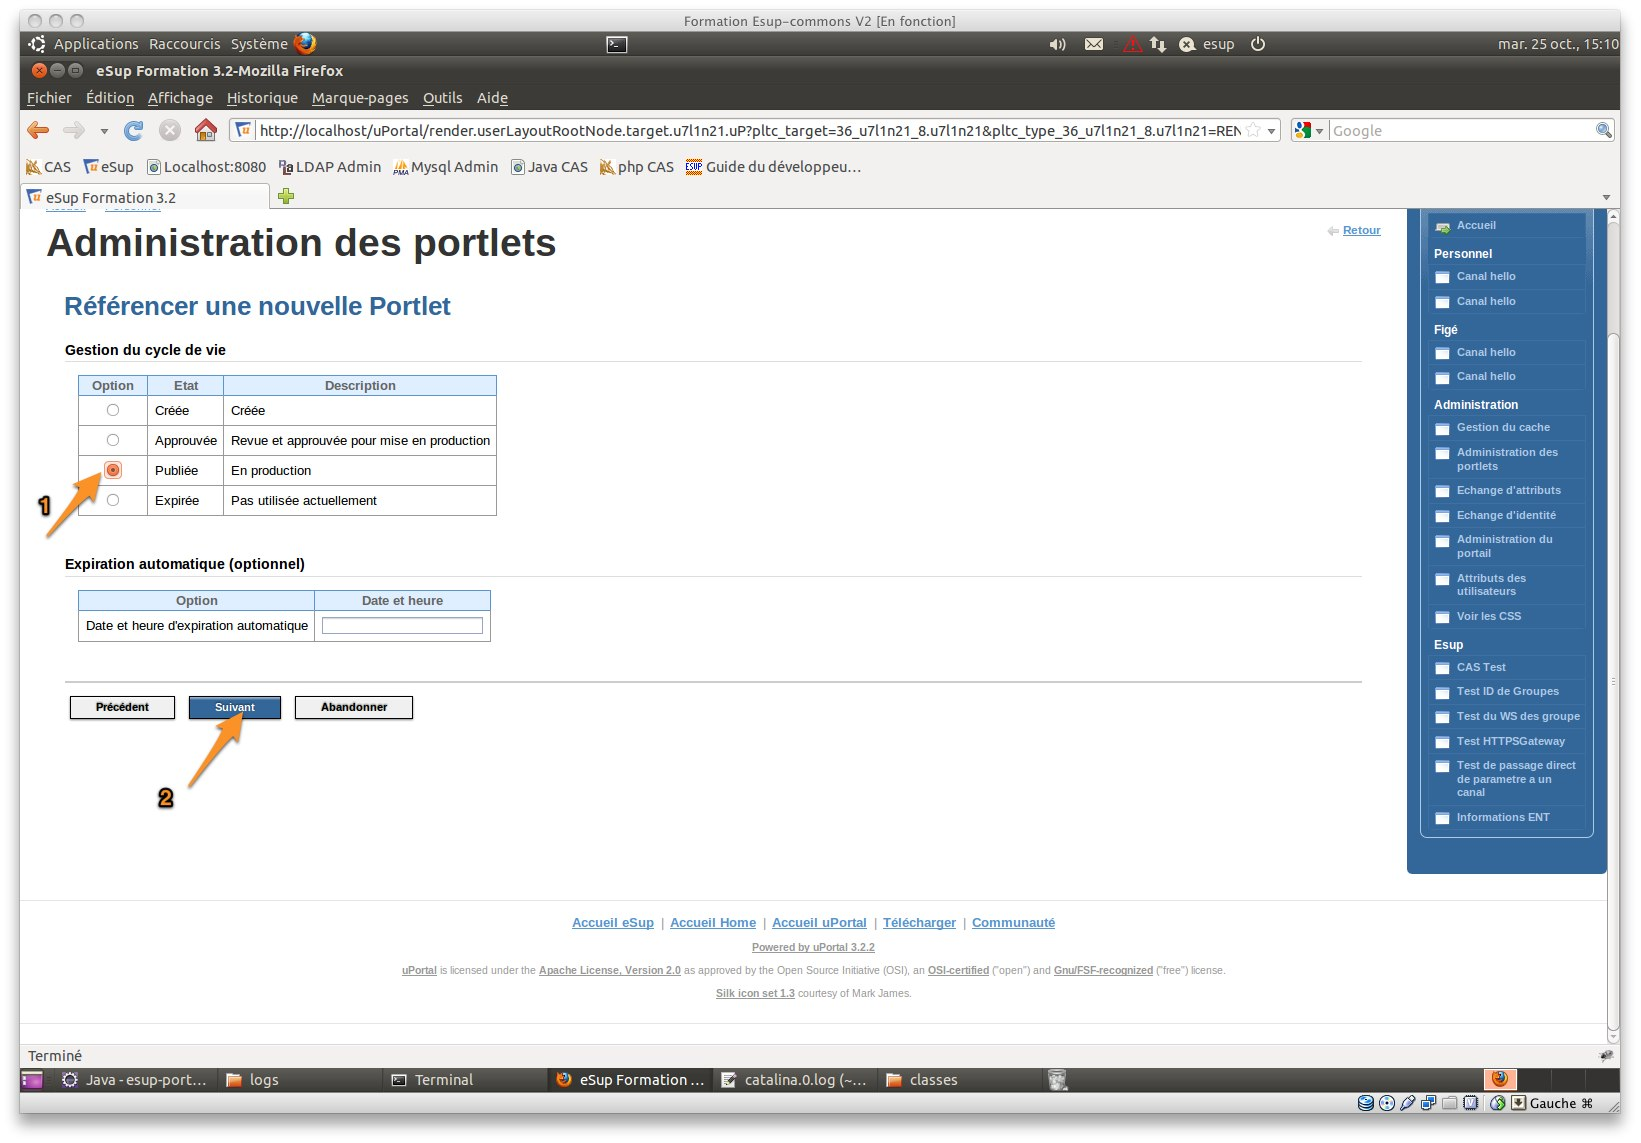 Formation Esup-commons V2 [En fonction]
Applications Raccourcis Système
esup
mar. 25 oct., 15:10
eSup Formation 3.2-Mozilla Firefox
Fichier Édition Affichage Historique Marque-pages Outils Aide
http://localhost/uPortal/render.userLayoutRootNode.target.u7l1n21.uP?pltc_target=36_u7l1n21_8.u7l1n21&pltc_type_36_u7l1n21_8.u7l1n21=REN
Google
CAS eSup Localhost:8080 LDAP Admin Mysql Admin Java CAS php CAS Guide du développeu…
eSup Formation 3.2
Administration des portlets
Retour
Référencer une nouvelle Portlet
Gestion du cycle de vie
Option Etat Description
Créée Créée
Approuvée Revue et approuvée pour mise en production
Publiée En production
Expirée Pas utilisée actuellement
1
Expiration automatique (optionnel)
Option Date et heure
Date et heure d'expiration automatique
Précédent Suivant Abandonner
2
Accueil
Personnel
Canal hello
Canal hello
Figé
Canal hello
Canal hello
Administration
Gestion du cache
Administration des
portlets
Echange d'attributs
Echange d'identité
Administration du
portail
Attributs des
utilisateurs
Voir les CSS
Esup
CAS Test
Test ID de Groupes
Test du WS des groupe
Test HTTPSGateway
Test de passage direct
de parametre a un
canal
Informations ENT
Accueil eSup | Accueil Home | Accueil uPortal | Télécharger | Communauté
Powered by uPortal 3.2.2
uPortal is licensed under the Apache License, Version 2.0 as approved by the Open Source Initiative (OSI), an OSI-certified ("open") and Gnu/FSF-recognized ("free") license.
Silk icon set 1.3 courtesy of Mark James.
Terminé
Java - esup-port... logs Terminal eSup Formation ... catalina.0.log (~... classes
Gauche ⌘